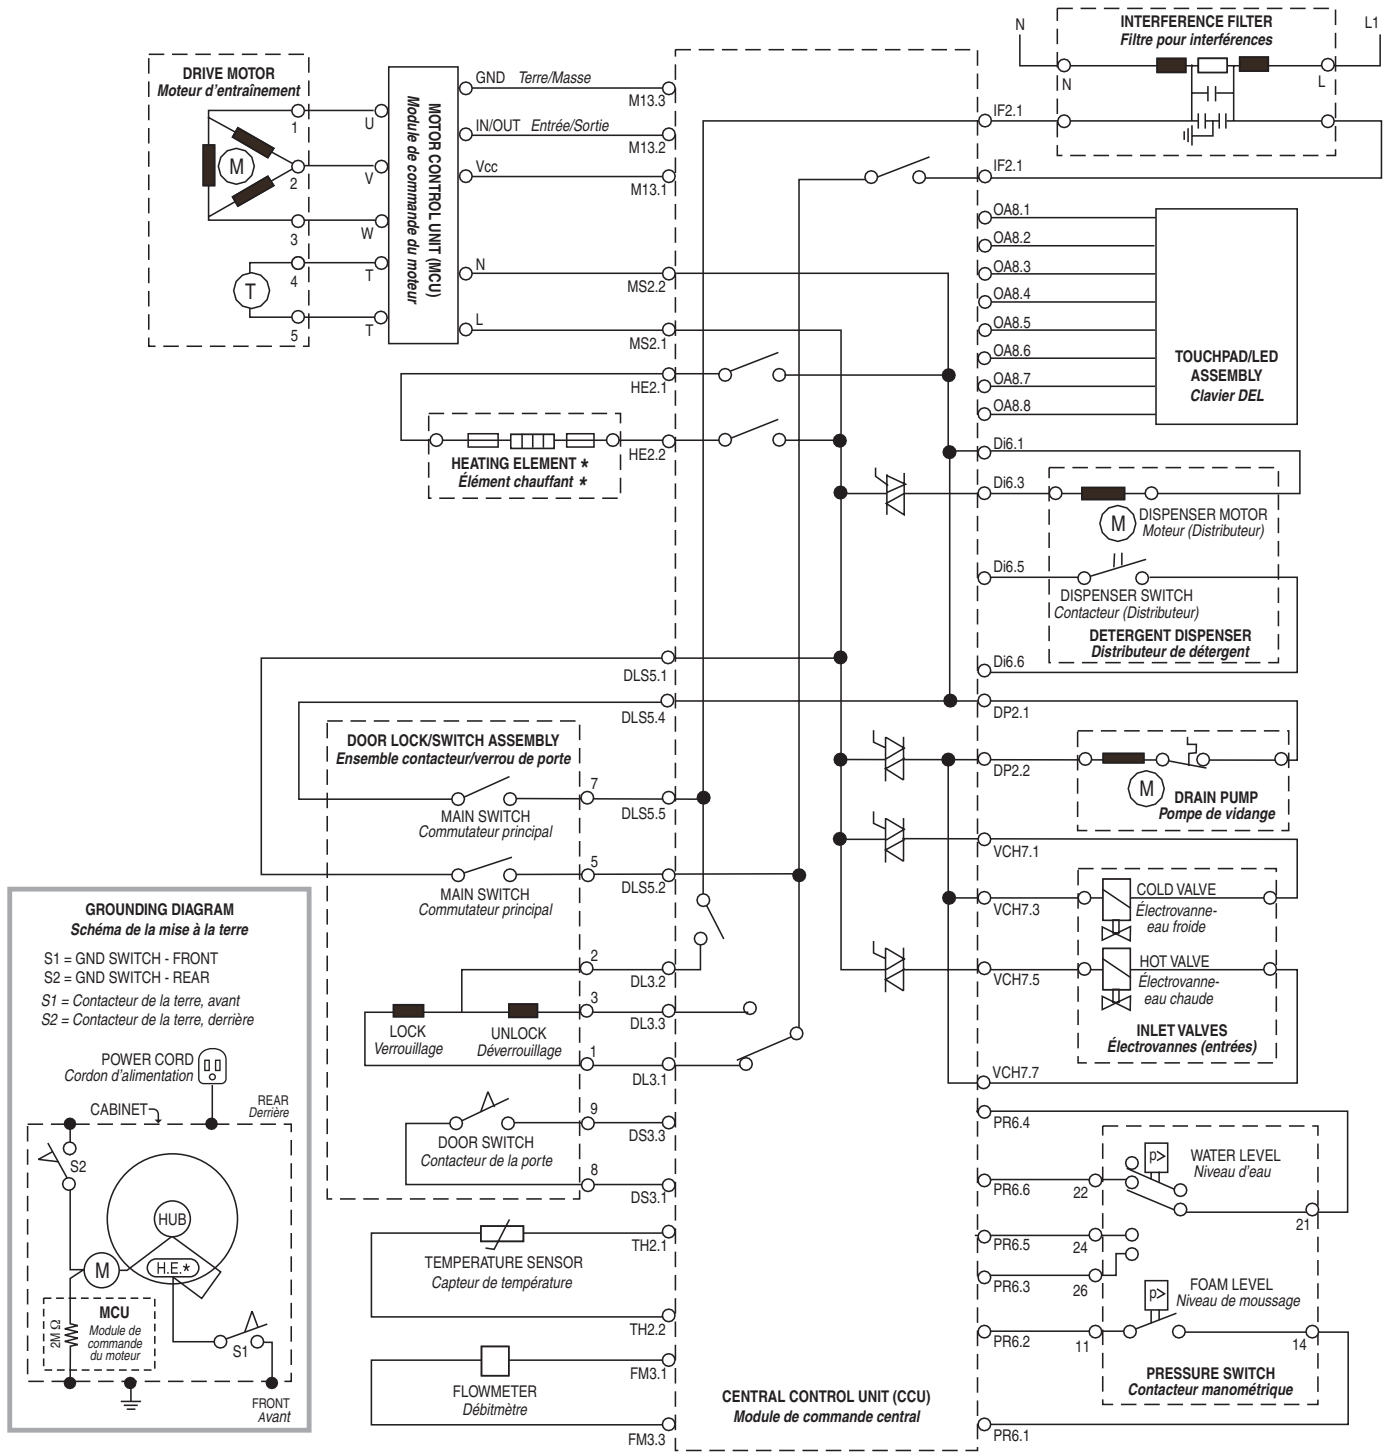 N
INTERFERENCE FILTER
Filtre pour interférences
L1
N
L
IF2.1
IF2.1
DRIVE MOTOR
Moteur d'entraînement
1
M
2
3
4
T
5
U
V
W
T
T
MOTOR CONTROL UNIT (MCU)
Module de commande du moteur
GND Terre/Masse
M13.3
IN/OUT Entrée/Sortie
M13.2
Vcc
M13.1
N
MS2.2
L
MS2.1
HE2.1
HE2.2
HEATING ELEMENT *
Élément chauffant *
OA8.1
OA8.2
OA8.3
OA8.4
OA8.5
OA8.6
OA8.7
OA8.8
TOUCHPAD/LED
ASSEMBLY
Clavier DEL
Di6.1
Di6.3
M
DISPENSER MOTOR
Moteur (Distributeur)
Di6.5
DISPENSER SWITCH
Contacteur (Distributeur)
DETERGENT DISPENSER
Distributeur de détergent
Di6.6
DLS5.1
DLS5.4
DP2.1
DP2.2
M
DRAIN PUMP
Pompe de vidange
DOOR LOCK/SWITCH ASSEMBLY
Ensemble contacteur/verrou de porte
7
MAIN SWITCH
Commutateur principal
DLS5.5
5
MAIN SWITCH
Commutateur principal
DLS5.2
2
DL3.2
3
DL3.3
LOCK
Verrouillage
UNLOCK
Déverrouillage
1
DL3.1
9
DOOR SWITCH
Contacteur de la porte
DS3.3
8
DS3.1
VCH7.1
VCH7.3
COLD VALVE
Électrovanne-
eau froide
VCH7.5
HOT VALVE
Électrovanne-
eau chaude
INLET VALVES
Électrovannes (entrées)
VCH7.7
TEMPERATURE SENSOR
Capteur de température
TH2.1
TH2.2
FLOWMETER
Débitmètre
FM3.1
FM3.3
CENTRAL CONTROL UNIT (CCU)
Module de commande central
PR6.4
PR6.6
22
p>
WATER LEVEL
Niveau d'eau
21
PR6.5
24
PR6.3
26
p>
FOAM LEVEL
Niveau de moussage
PR6.2
11
14
PRESSURE SWITCH
Contacteur manométrique
PR6.1
GROUNDING DIAGRAM
Schéma de la mise à la terre
S1 = GND SWITCH - FRONT
S2 = GND SWITCH - REAR
S1 = Contacteur de la terre, avant
S2 = Contacteur de la terre, derrière
POWER CORD
Cordon d'alimentation
CABINET
REAR
Derrière
S2
HUB
M
H.E.*
MCU
Module de
commande
du moteur
2M Ω
S1
FRONT
Avant